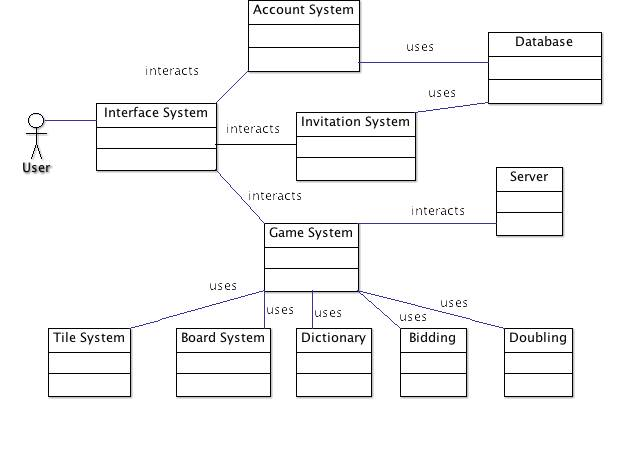 Account System
uses
Database
interacts
uses
Interface System
interacts
Invitation System
User
Server
interacts
interacts
Game System
uses
uses
uses
uses
uses
Tile System
Board System
Dictionary
Bidding
Doubling